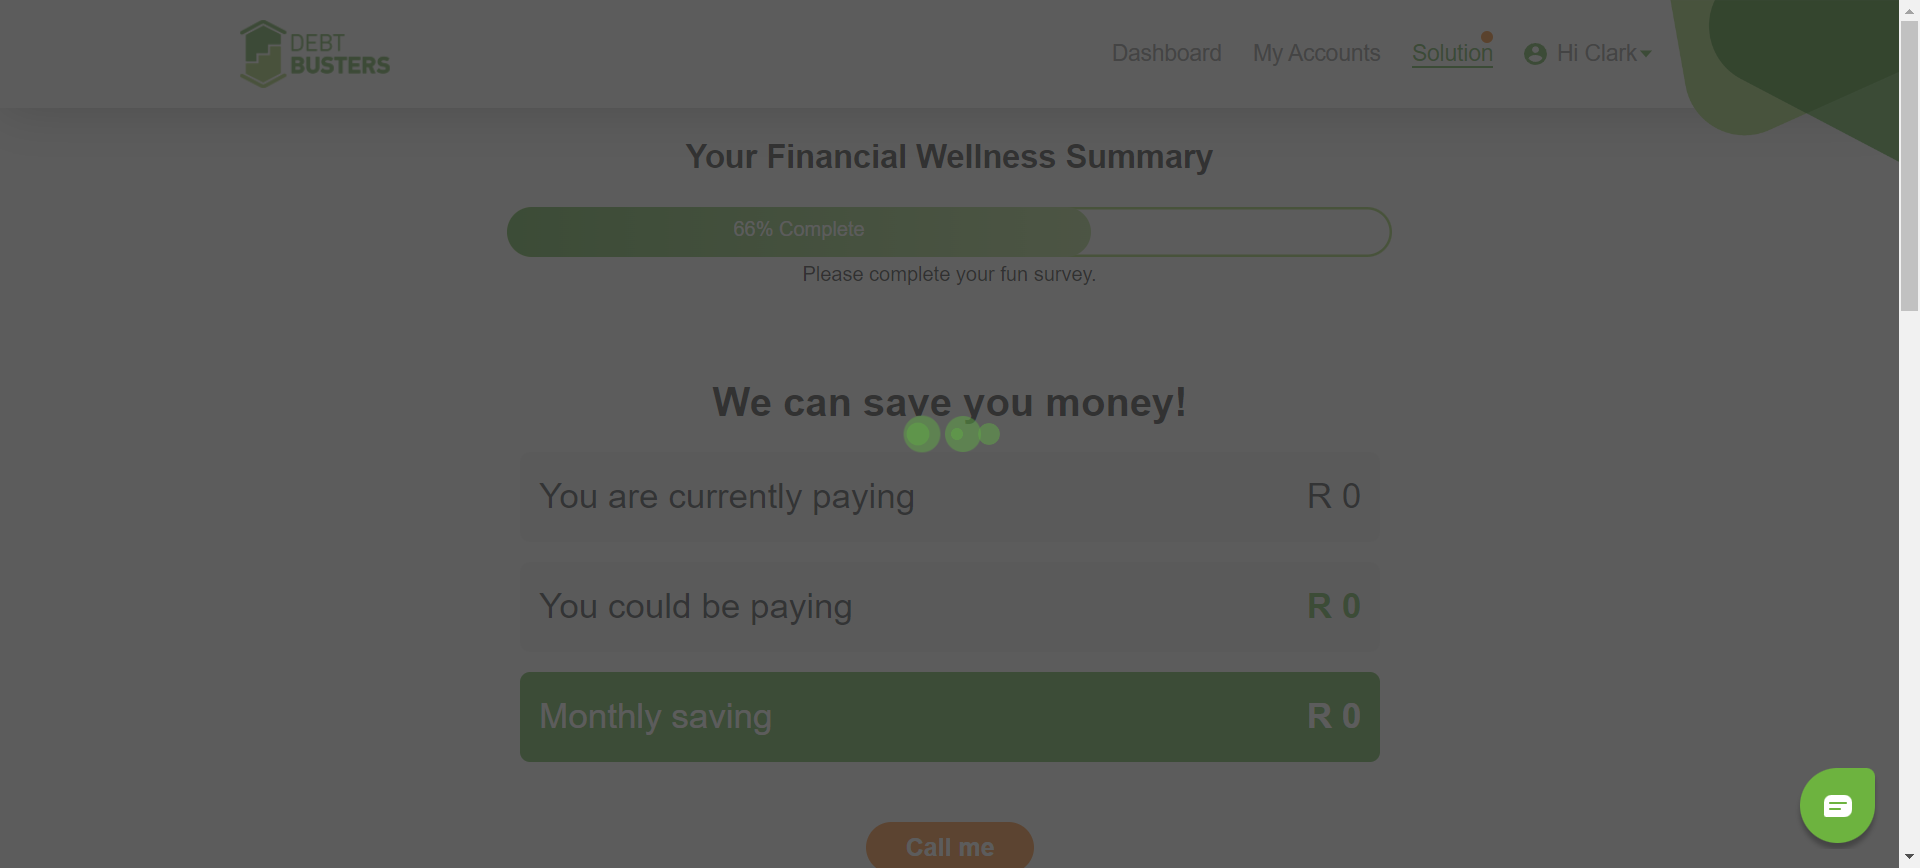 DEBT
BUSTERS
Dashboard
My Accounts
Solution
Hi Clark
Your Financial Wellness Summary
66% Complete
Please complete your fun survey.
We can save you money!
You are currently paying
R 0
You could be paying
R 0
Monthly saving
R 0
Call me